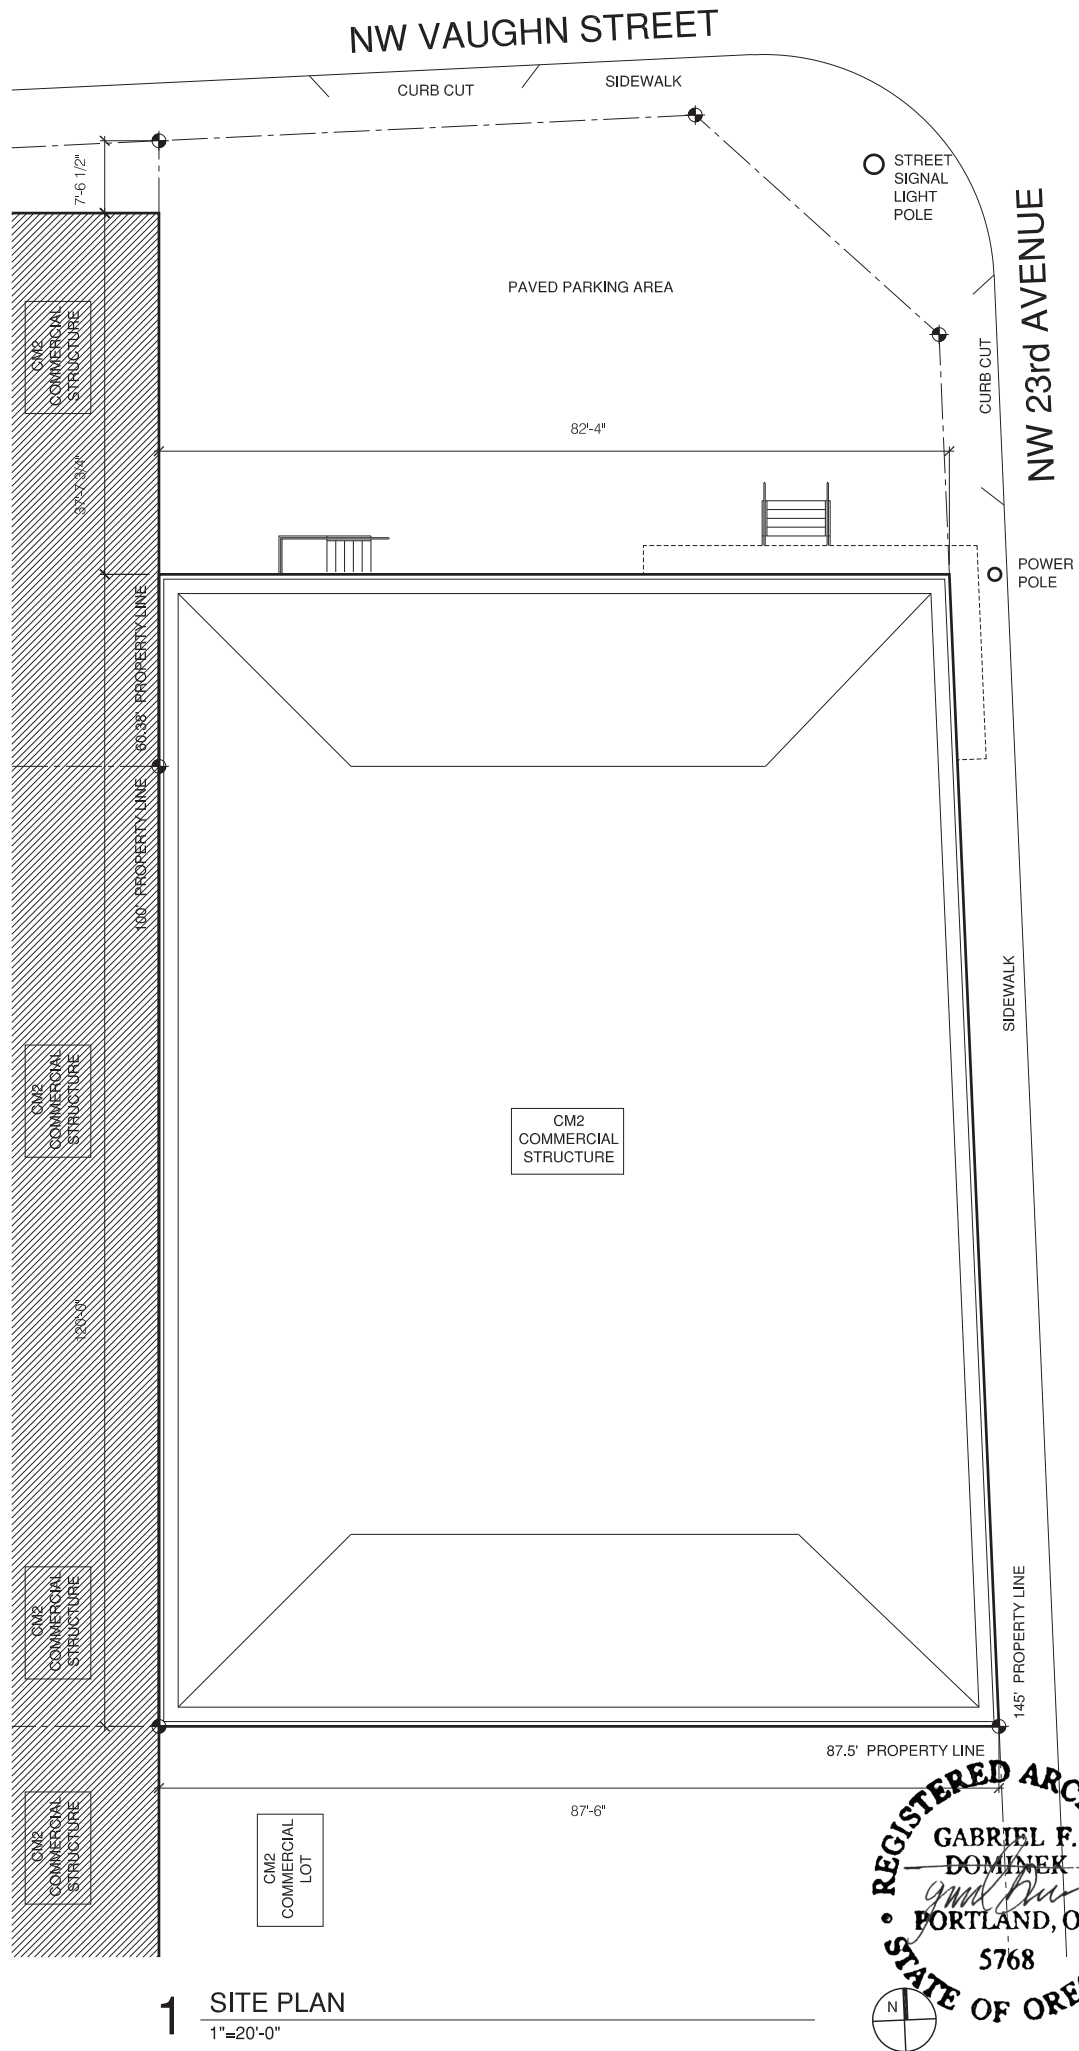 NW VAUGHN STREET
CURB CUT
SIDEWALK
7'-6 1/2"
STREET
SIGNAL
LIGHT
POLE
NW 23rd AVENUE
PAVED PARKING AREA
CM2
COMMERCIAL
STRUCTURE
CURB CUT
82'-4"
37'-7 3/4"
POWER
POLE
60.38' PROPERTY LINE
100' PROPERTY LINE
SIDEWALK
CM2
COMMERCIAL
STRUCTURE
CM2
COMMERCIAL
STRUCTURE
120'-0"
CM2
COMMERCIAL
STRUCTURE
145' PROPERTY LINE
87.5' PROPERTY LINE
87'-6"
CM2
COMMERCIAL
STRUCTURE
CM2
COMMERCIAL
LOT
REGISTERED ARC
GABRIEL F.
DOMINEK
PORTLAND, O
5768
STATE OF ORE
N
1 SITE PLAN
1"=20'-0"